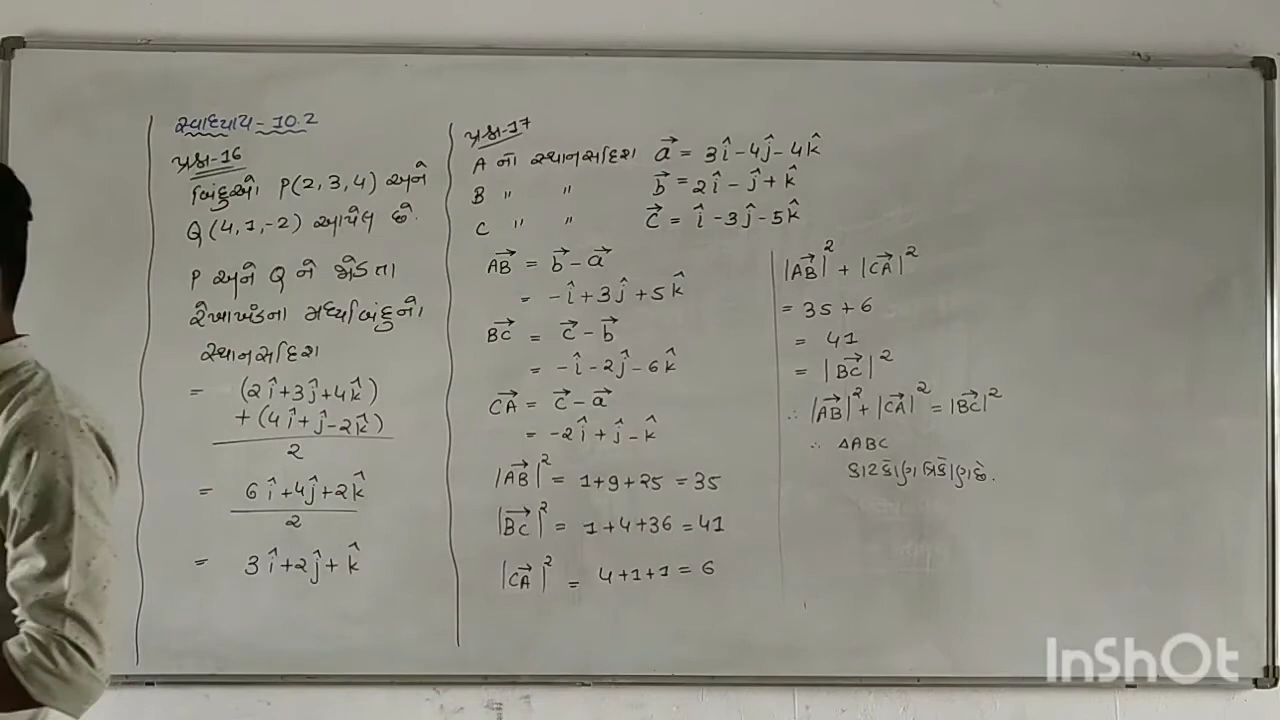 સ્વાધ્યાય-10.2
પ્રશ્ન-16
બિંદુઓ P(2,3,4) અને
Q(4,1,-2) આપેલ છે.
P અને Q ને જોડતા
રેખાખંડના મધ્યબિંદુનો
સ્થાનસદિશ
= (2î+3ĵ+4k̂)
+(4î+ĵ-2k̂)
2
= 6î+4ĵ+2k̂
2
= 3î+2ĵ+k̂
પ્રશ્ન-17
A નો સ્થાનસદિશ a⃗ = 3î-4ĵ-4k̂
B " " b⃗ = 2î-ĵ+k̂
C " " c⃗ = î-3ĵ-5k̂
AB⃗ = b⃗-a⃗
= -î+3ĵ+5k̂
BC⃗ = c⃗-b⃗
= -î-2ĵ-6k̂
CA⃗ = c⃗-a⃗
= -2î+ĵ-k̂
|AB⃗|² = 1+9+25 = 35
|BC⃗|² = 1+4+36 = 41
|CA⃗|² = 4+1+1 = 6
|AB⃗|² + |CA⃗|²
= 35+6
= 41
= |BC⃗|²
∴ |AB⃗|²+|CA⃗|² = |BC⃗|²
∴ △ABC
કાટકોણ ત્રિકોણ છે.
InShOt